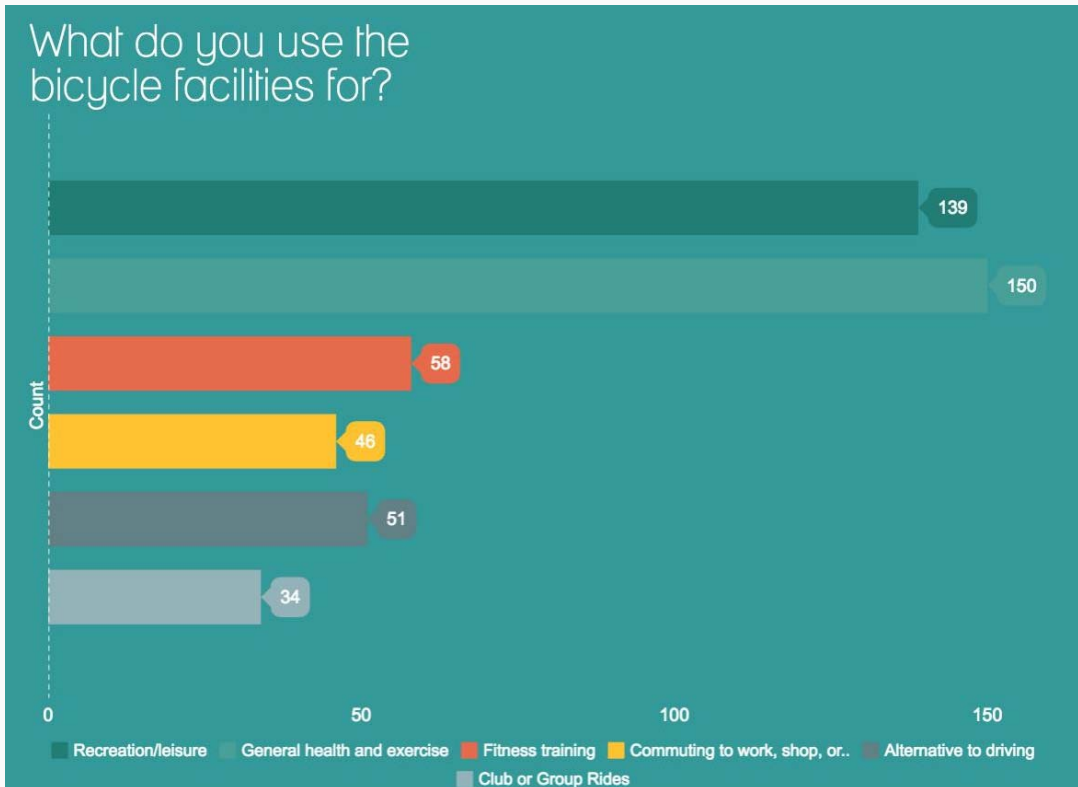 What do you use the
bicycle facilities for?
139
150
58
Count
46
51
34
0 50 100 150
Recreation/leisure General health and exercise Fitness training Commuting to work, shop, or.. Alternative to driving
Club or Group Rides